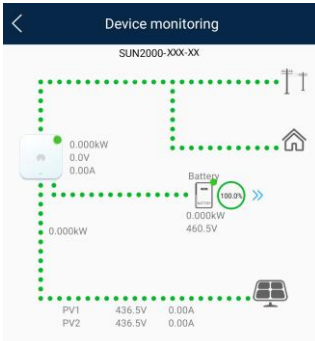 Device monitoring
SUN2000-XXX-XX
0.000kW
0.0V
0.00A
Battery
100.0%
0.000kW
460.5V
0.000kW
PV1 436.5V 0.00A
PV2 436.5V 0.00A